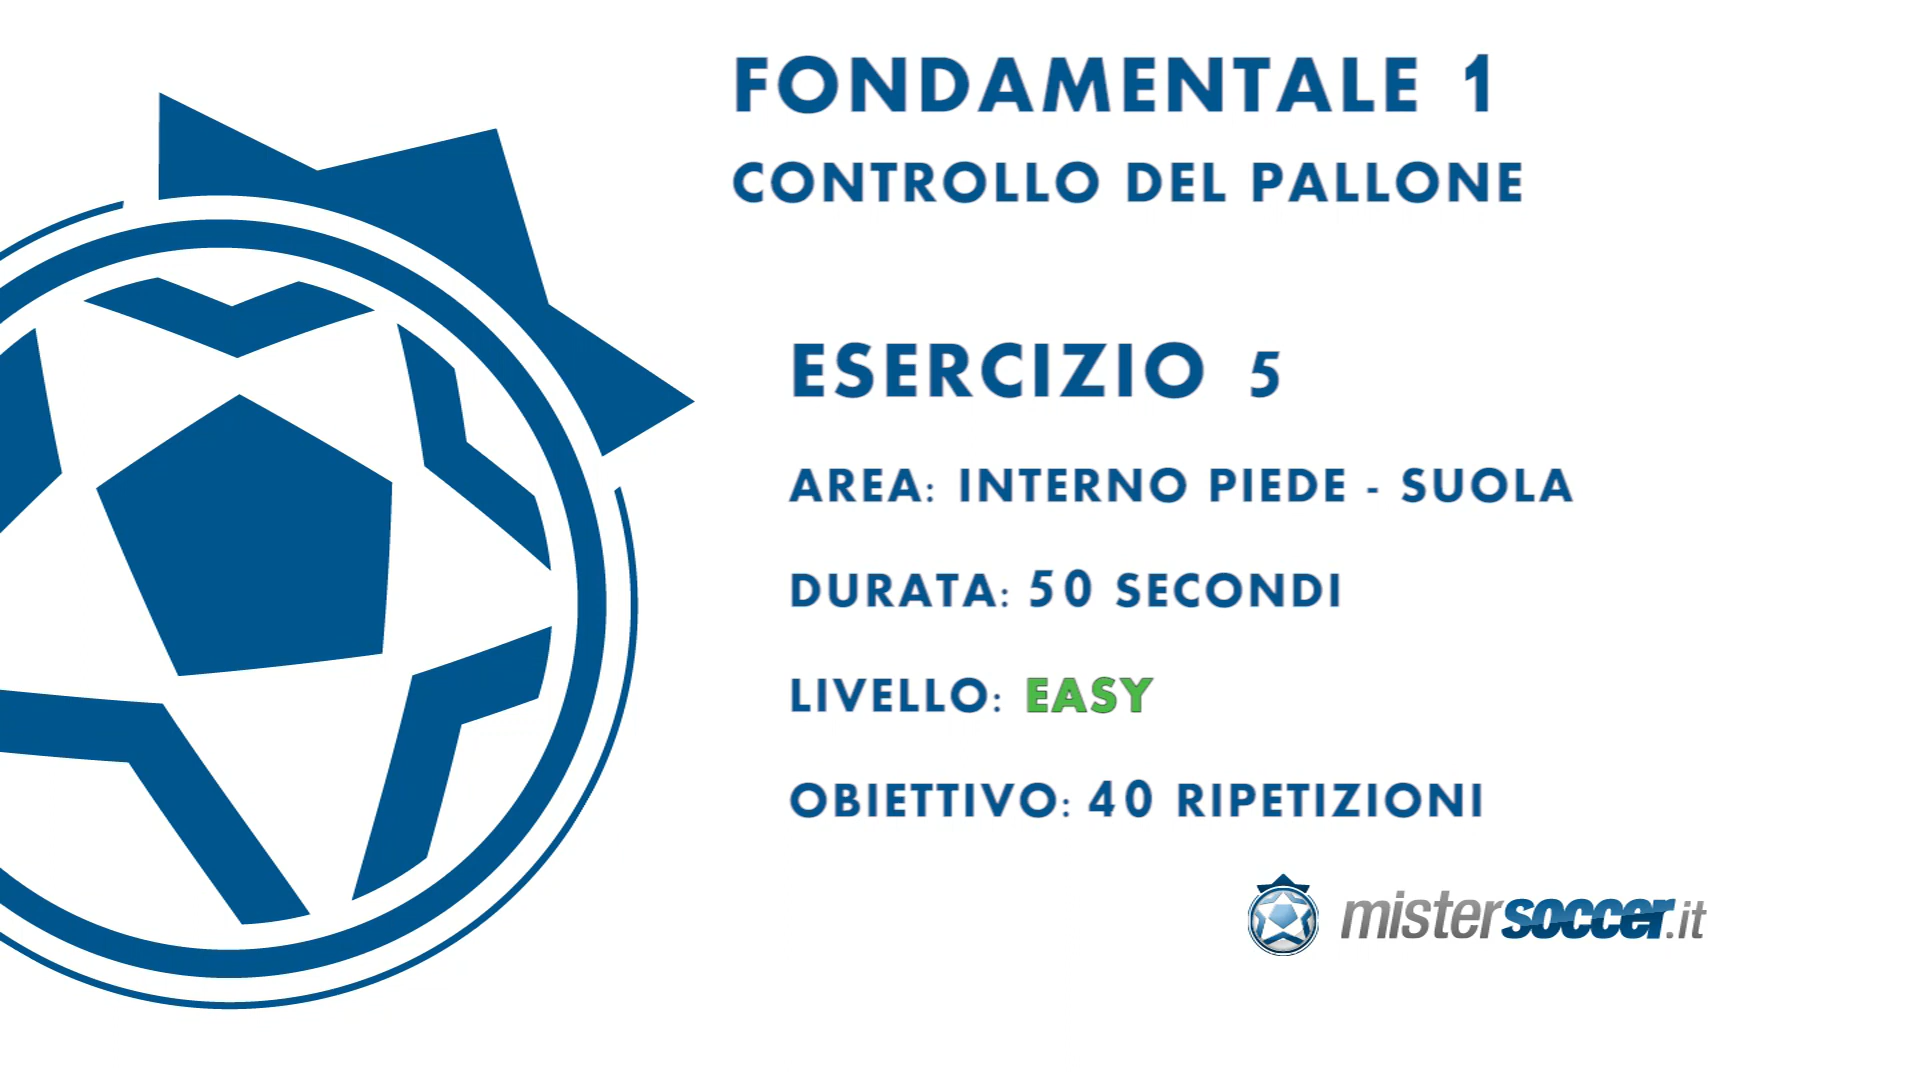 FONDAMENTALE 1
CONTROLLO DEL PALLONE
ESERCIZIO 5
AREA: INTERNO PIEDE - SUOLA
DURATA: 50 SECONDI
LIVELLO: EASY
OBIETTIVO: 40 RIPETIZIONI
mistersoccer.it